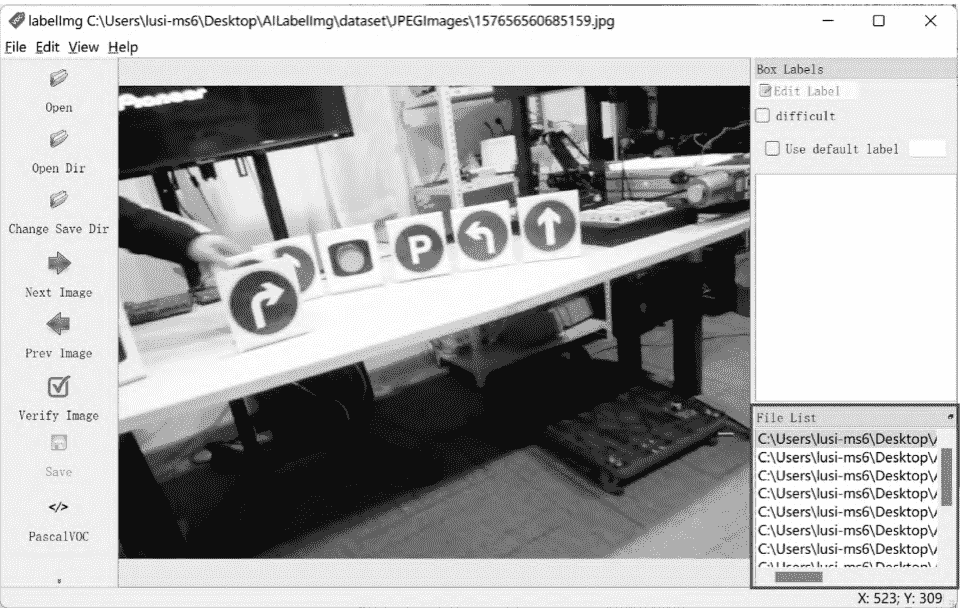 labelImg C:\Users\lusi-ms6\Desktop\AILabelImg\dataset\JPEGImages\157656560685159.jpg
File Edit View Help
Open
Open Dir
Change Save Dir
Next Image
Prev Image
Verify Image
Save
</>
PascalVOC
Pioneer
P
Box Labels
Edit Label
difficult
Use default label
File List
C:\Users\lusi-ms6\Desktop\
C:\Users\lusi-ms6\Desktop\
C:\Users\lusi-ms6\Desktop\
C:\Users\lusi-ms6\Desktop\
C:\Users\lusi-ms6\Desktop\
C:\Users\lusi-ms6\Desktop\
C:\Users\lusi-ms6\Desktop\
X: 523; Y: 309